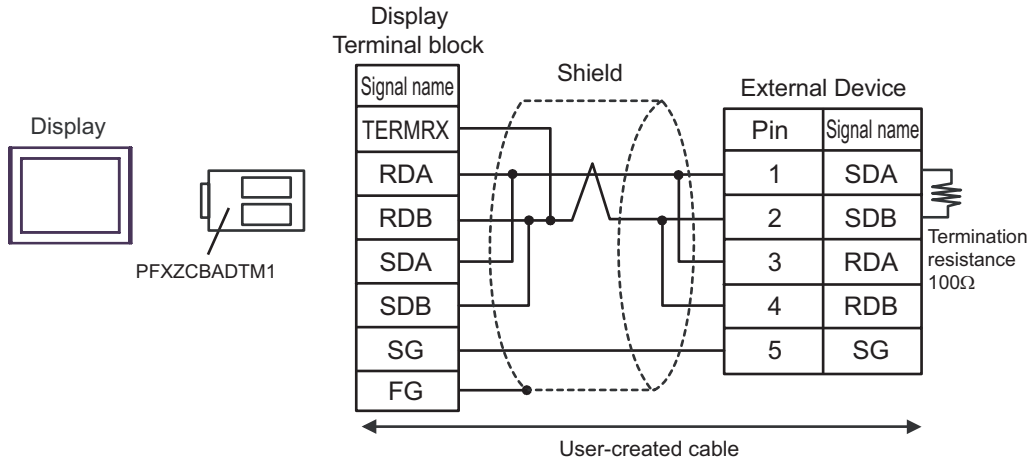 Display
Terminal block
Shield
External Device
Display
PFXZCBADTM1
Signal name
TERMRX
RDA
RDB
SDA
SDB
SG
FG
Pin Signal name
1 SDA
2 SDB
3 RDA
4 RDB
5 SG
Termination
resistance
100Ω
User-created cable